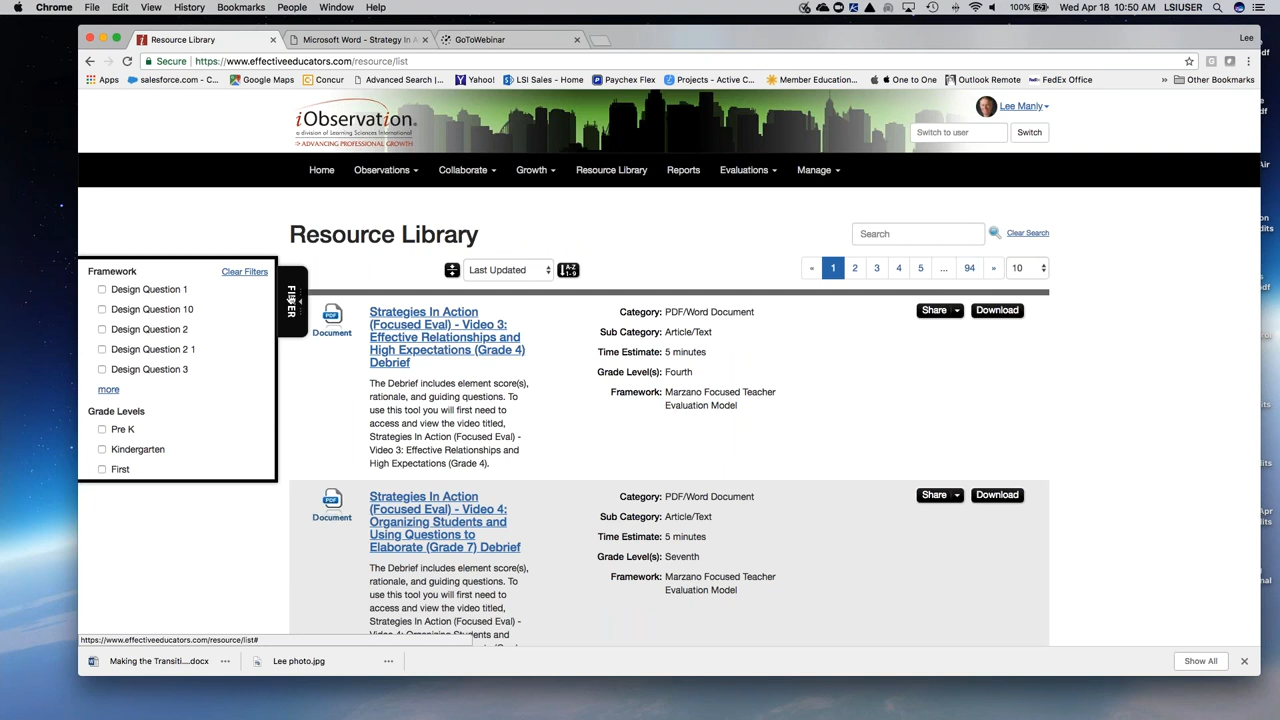 Chrome File Edit View History Bookmarks People Window Help 100% Wed Apr 18 10:50 AM LSIUSER
Resource Library Microsoft Word - Strategy In A GoToWebinar Lee
Secure https://www.effectiveeducators.com/resource/list
Apps salesforce.com - C... Google Maps Concur Advanced Search |... Yahoo! LSI Sales - Home Paychex Flex Projects - Active C... Member Education... One to One Outlook Remote FedEx Office » Other Bookmarks
iObservation.
a division of Learning Sciences International
ADVANCING PROFESSIONAL GROWTH
Lee Manly
Switch to user Switch
Home Observations Collaborate Growth Resource Library Reports Evaluations Manage
Resource Library
Search Clear Search
Last Updated
« 1 2 3 4 5 ... 94 » 10
Framework Clear Filters
Design Question 1
Design Question 10
Design Question 2
Design Question 2 1
Design Question 3
more
Grade Levels
Pre K
Kindergarten
First
FILTER
Document
Strategies In Action
(Focused Eval) - Video 3:
Effective Relationships and
High Expectations (Grade 4)
Debrief
The Debrief includes element score(s),
rationale, and guiding questions. To
use this tool you will first need to
access and view the video titled,
Strategies In Action (Focused Eval) -
Video 3: Effective Relationships and
High Expectations (Grade 4).
Category: PDF/Word Document
Sub Category: Article/Text
Time Estimate: 5 minutes
Grade Level(s): Fourth
Framework: Marzano Focused Teacher
Evaluation Model
Share Download
Document
Strategies In Action
(Focused Eval) - Video 4:
Organizing Students and
Using Questions to
Elaborate (Grade 7) Debrief
The Debrief includes element score(s),
rationale, and guiding questions. To
use this tool you will first need to
access and view the video titled,
Strategies In Action (Focused Eval) -
Video 4: Organizing Students and
Category: PDF/Word Document
Sub Category: Article/Text
Time Estimate: 5 minutes
Grade Level(s): Seventh
Framework: Marzano Focused Teacher
Evaluation Model
Share Download
https://www.effectiveeducators.com/resource/list#
Making the Transiti....docx Lee photo.jpg Show All